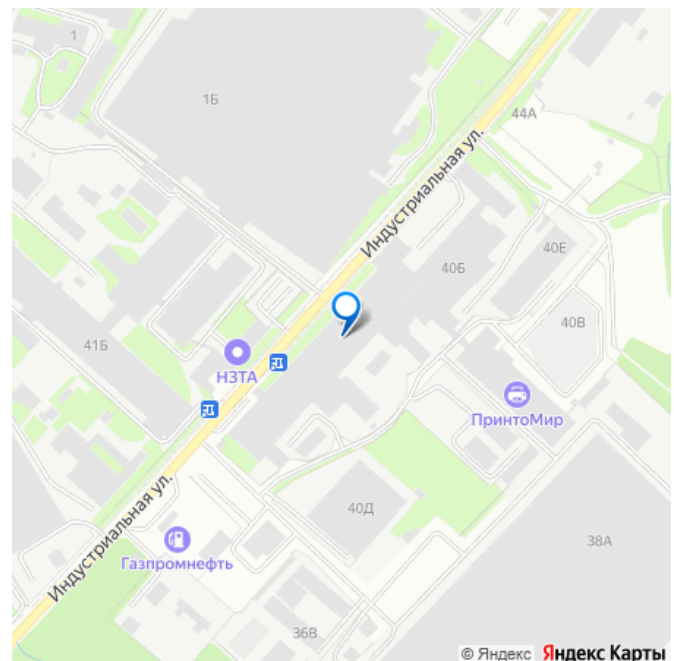 1
1Б
44А
Индустриальная ул.
40Е
40Б
40В
41Б
НЗТА
ПринтоМир
Индустриальная ул.
40Д
38А
Газпромнефть
36В
© Яндекс Яндекс Карты